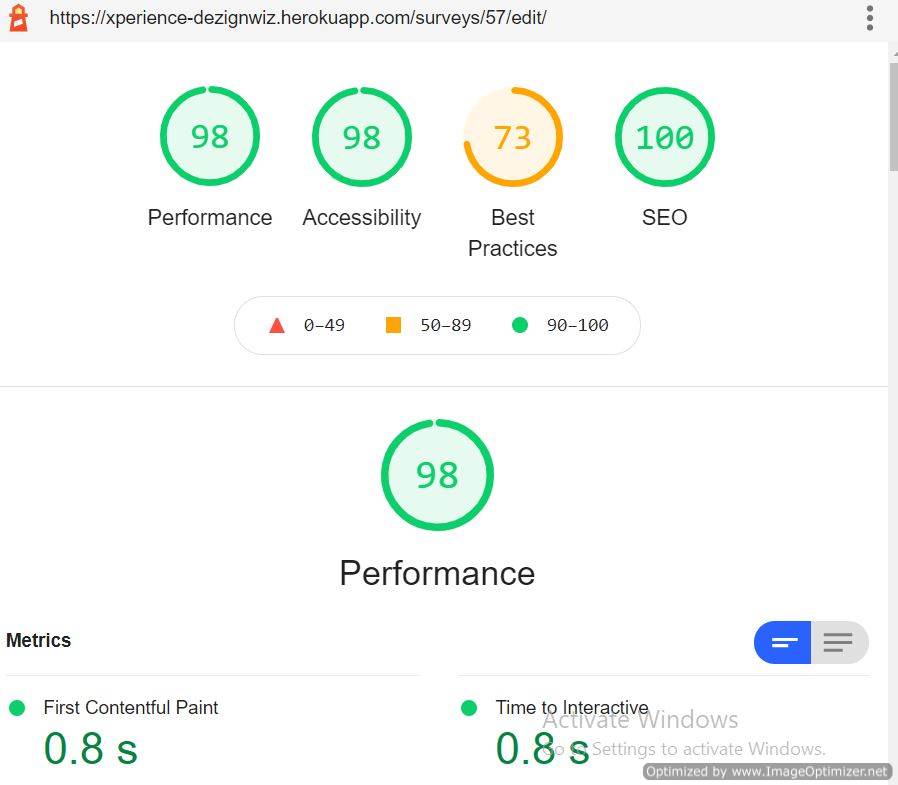 https://xperience-dezignwiz.herokuapp.com/surveys/57/edit/
98 98 73 100
Performance Accessibility Best Practices SEO
0–49 50–89 90–100
98
Performance
Metrics
First Contentful Paint
0.8 s
Time to Interactive
0.8 s
Activate Windows
Go to Settings to activate Windows.
Optimized by www.ImageOptimizer.net